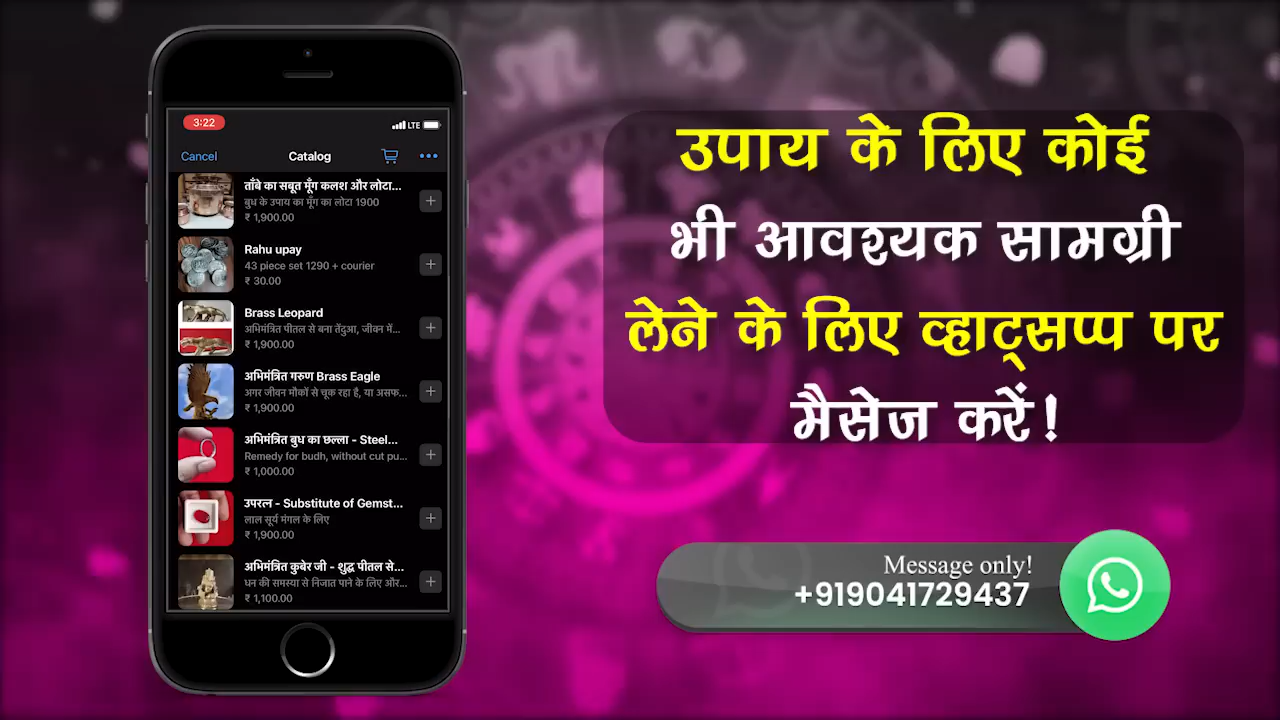 3:22
LTE
Cancel
Catalog
ताँबे का सबूत मूँग कलश और लोटा...
बुध के उपाय का मूँग का लोटा 1900
₹ 1,900.00
Rahu upay
43 piece set 1290 + courier
₹ 30.00
Brass Leopard
अभिमंत्रित पीतल से बना तेंदुआ, जीवन में...
₹ 1,900.00
अभिमंत्रित गरुण Brass Eagle
अगर जीवन मौकों से चूक रहा है, या असफ...
₹ 1,900.00
अभिमंत्रित बुध का छल्ला - Steel...
Remedy for budh, without cut pu...
₹ 1,000.00
उपरत्न - Substitute of Gemst...
लाल सूर्य मंगल के लिए
₹ 1,900.00
अभिमंत्रित कुबेर जी - शुद्ध पीतल से...
धन की समस्या से निजात पाने के लिए और...
₹ 1,100.00
उपाय के लिए कोई
भी आवश्यक सामग्री
लेने के लिए व्हाट्सप्प पर
मैसेज करें!
Message only!
+919041729437